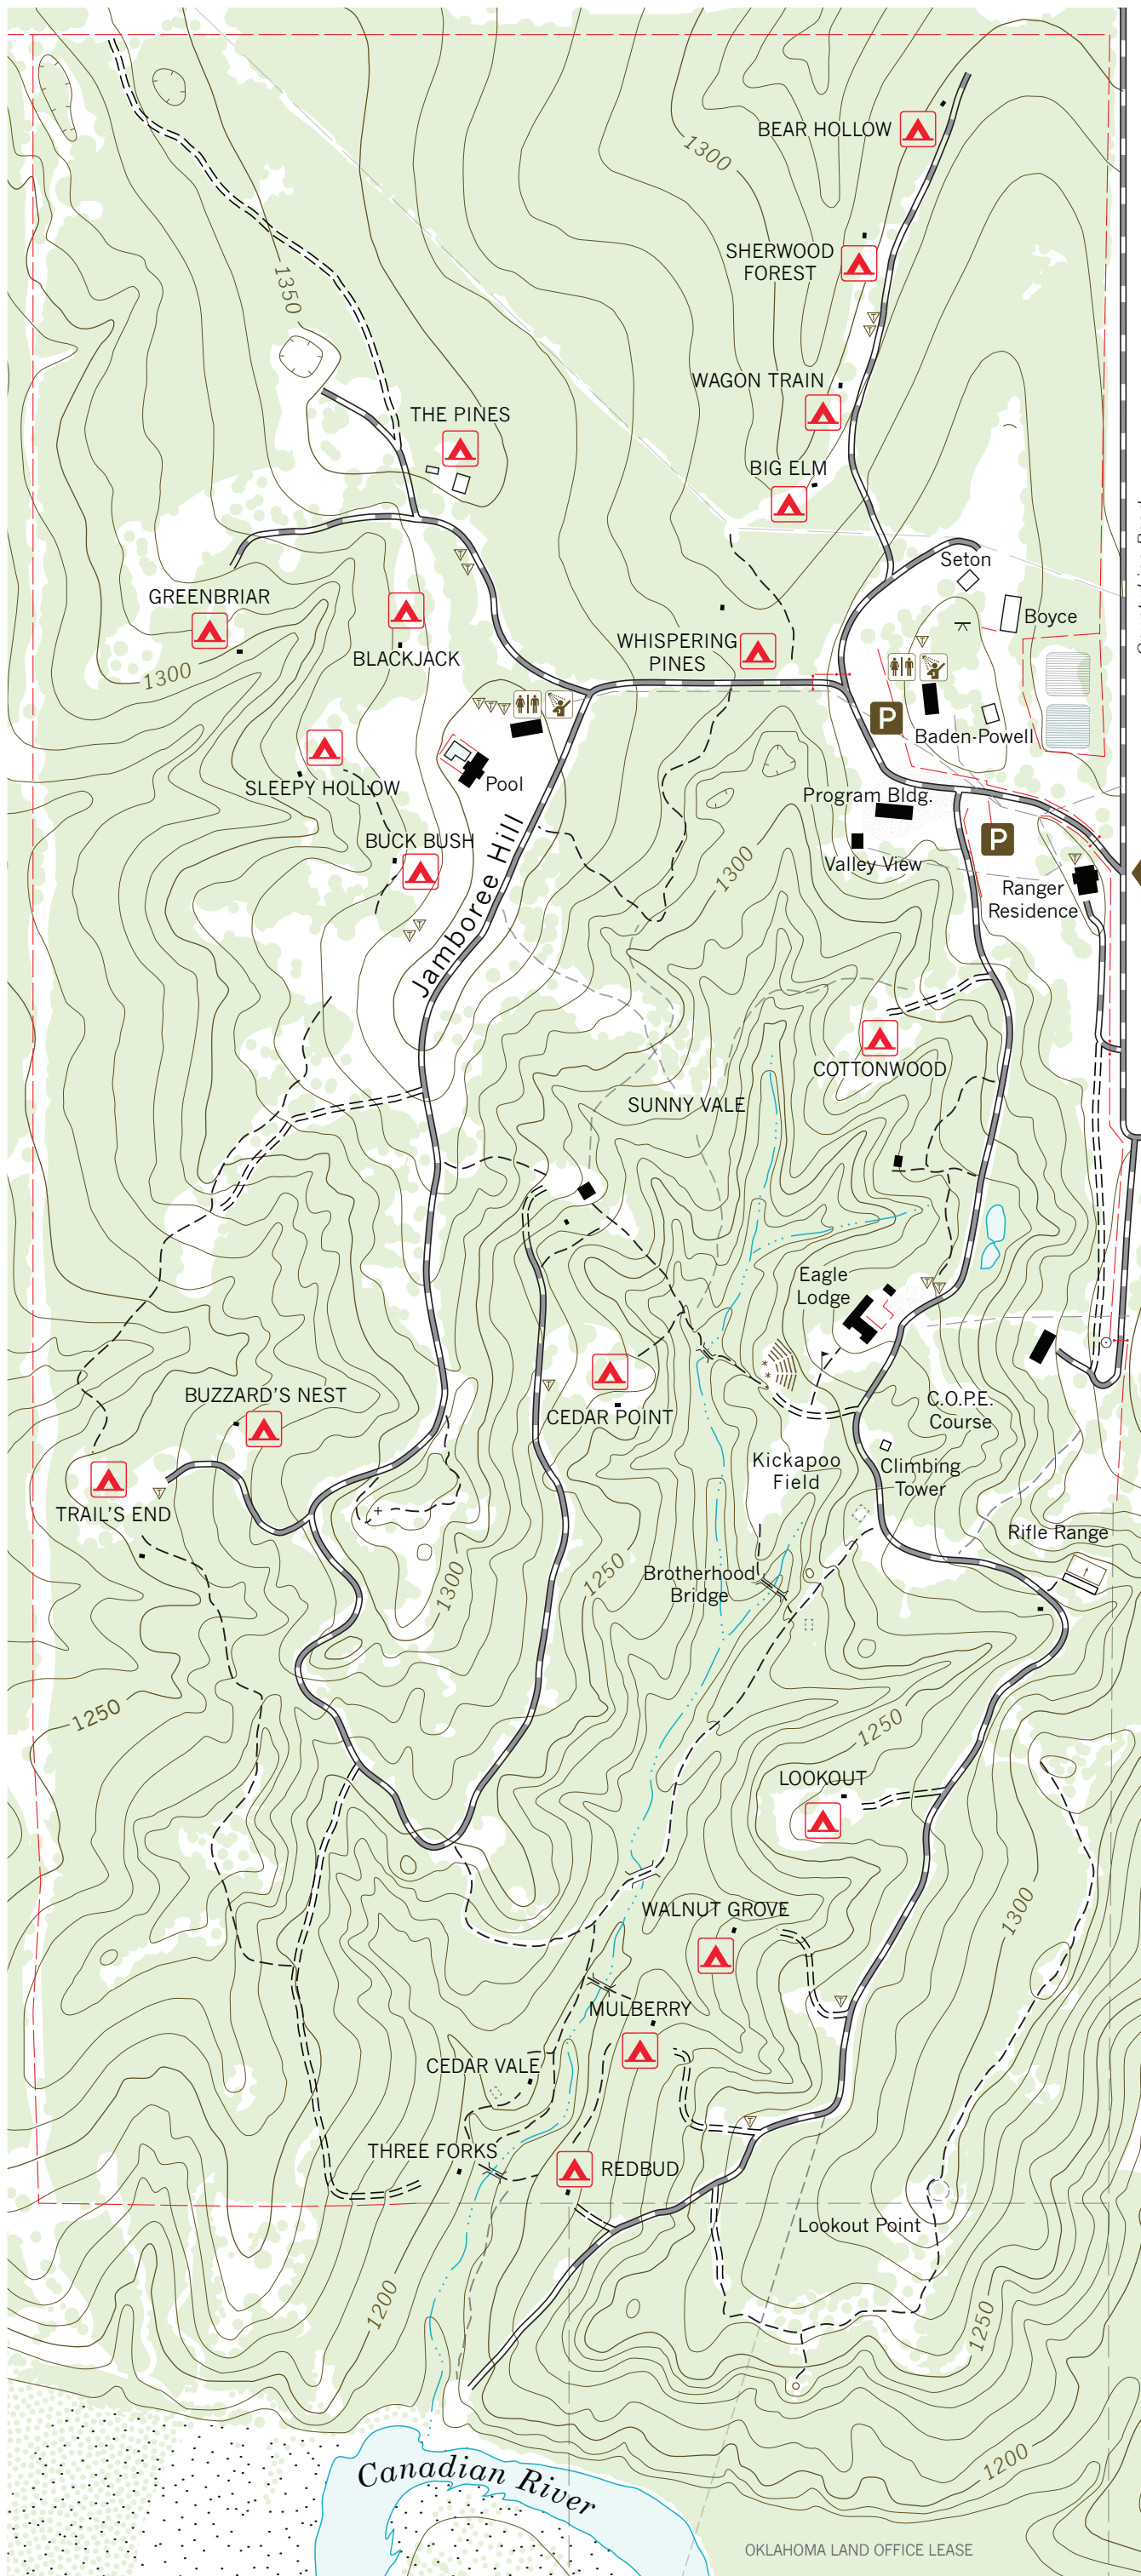 BEAR HOLLOW
1300
SHERWOOD
FOREST
1350
WAGON TRAIN
THE PINES
BIG ELM
Seton
GREENBRIAR
Boyce
WHISPERING
PINES
BLACKJACK
1300
Baden-Powell
SLEEPY HOLLOW
Pool
Program Bldg.
P
P
BUCK BUSH
Valley View
1300
Ranger
Residence
Jamboree Hill
COTTONWOOD
SUNNY VALE
Eagle
Lodge
BUZZARD'S NEST
CEDAR POINT
C.O.P.E.
Course
Kickapoo
Field
Climbing
Tower
TRAIL'S END
Rifle Range
1250
1300
Brotherhood
Bridge
1250
1250
LOOKOUT
WALNUT GROVE
1300
MULBERRY
CEDAR VALE
THREE FORKS
REDBUD
Lookout Point
1200
1250
1200
Canadian River
OKLAHOMA LAND OFFICE LEASE